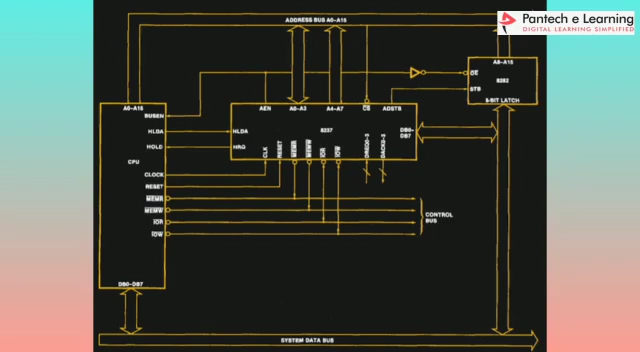 Pantech e Learning
DIGITAL LEARNING SIMPLIFIED
ADDRESS BUS A0-A15
A8-A15
OE
8282
STB
8-BIT LATCH
A0-A15
BUSEN
HLDA
HOLD
CPU
CLOCK
RESET
MEMR
MEMW
IOR
IOW
DB0-DB7
AEN
A0-A3
A4-A7
CS
ADSTB
HLDA
8237
DB0-
DB7
HRQ
CLK
RESET
MEMR
MEMW
IOR
IOW
DREQ0-3
DACK0-3
CONTROL
BUS
SYSTEM DATA BUS